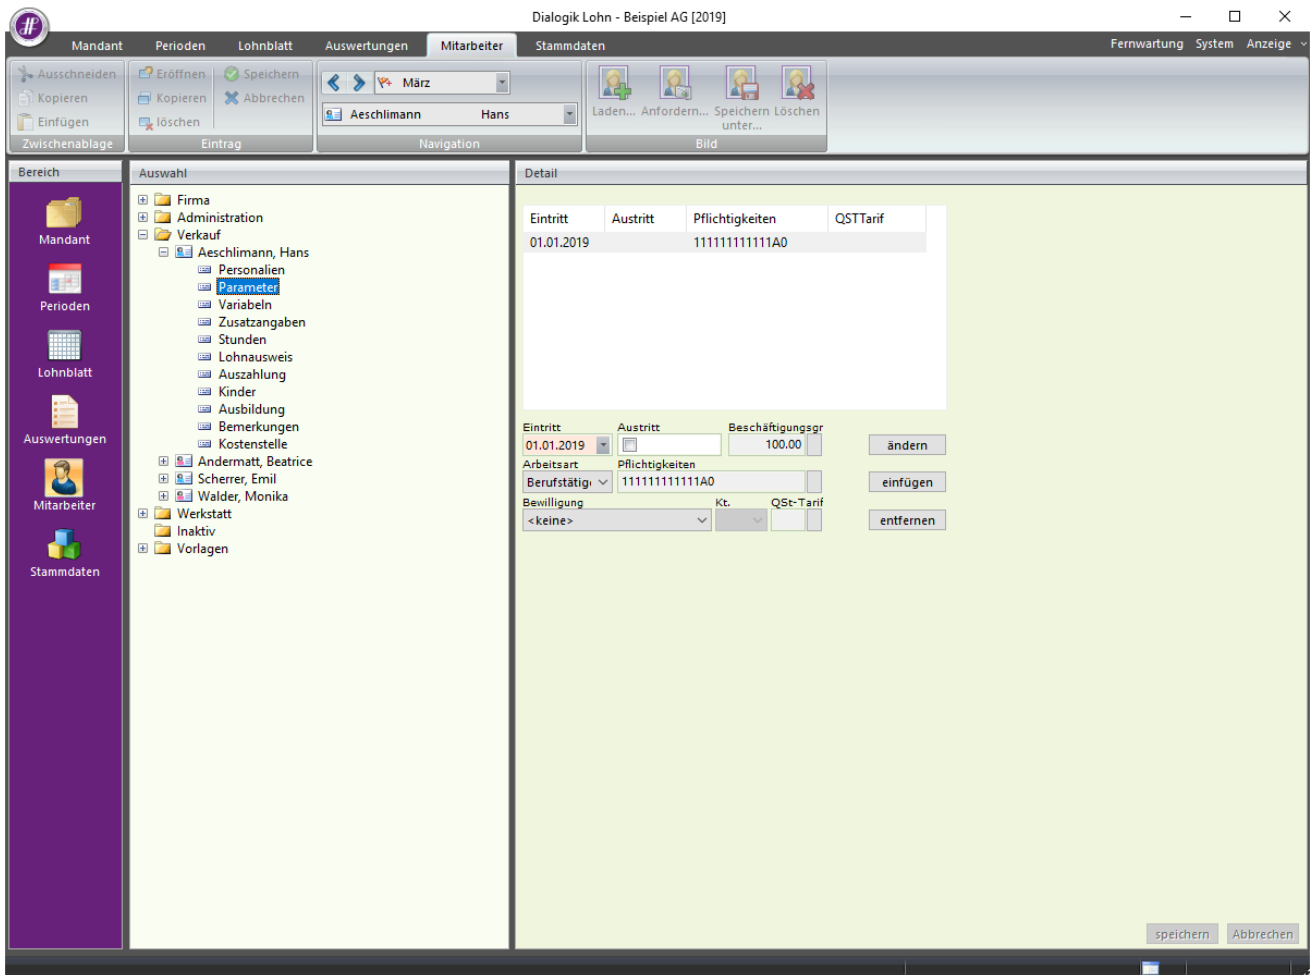 Dialogik Lohn - Beispiel AG [2019]
Mandant Perioden Lohnblatt Auswertungen Mitarbeiter Stammdaten Fernwartung System Anzeige
Ausschneiden
Kopieren
Einfügen
Zwischenablage
Eröffnen Speichern
Kopieren Abbrechen
löschen
Eintrag
März
Aeschlimann Hans
Navigation
Laden... Anfordern... Speichern unter... Löschen
Bild
Bereich
Mandant
Perioden
Lohnblatt
Auswertungen
Mitarbeiter
Stammdaten
Auswahl
Firma
Administration
Verkauf
Aeschlimann, Hans
Personalien
Parameter
Variabeln
Zusatzangaben
Stunden
Lohnausweis
Auszahlung
Kinder
Ausbildung
Bemerkungen
Kostenstelle
Andermatt, Beatrice
Scherrer, Emil
Walder, Monika
Werkstatt
Inaktiv
Vorlagen
Detail
Eintritt Austritt Pflichtigkeiten QSTTarif
01.01.2019 111111111111A0
Eintritt Austritt Beschäftigungsgr
01.01.2019 100.00 ändern
Arbeitsart Pflichtigkeiten
Berufstätig 111111111111A0 einfügen
Bewilligung Kt. QSt-Tarif
<keine> entfernen
speichern Abbrechen